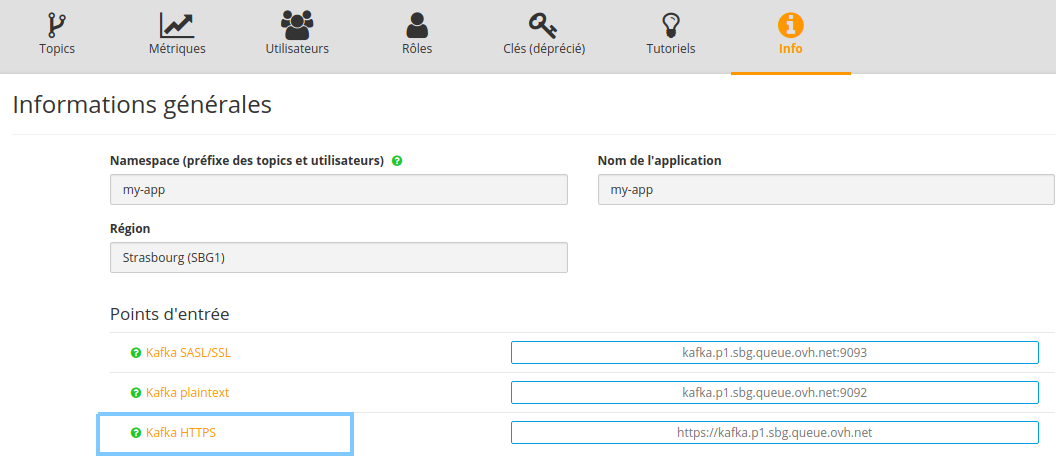 Topics
Métriques
Utilisateurs
Rôles
Clés (déprécié)
Tutoriels
Info
Informations générales
Namespace (préfixe des topics et utilisateurs)
Nom de l'application
my-app
my-app
Région
Strasbourg (SBG1)
Points d'entrée
Kafka SASL/SSL
kafka.p1.sbg.queue.ovh.net:9093
Kafka plaintext
kafka.p1.sbg.queue.ovh.net:9092
Kafka HTTPS
https://kafka.p1.sbg.queue.ovh.net